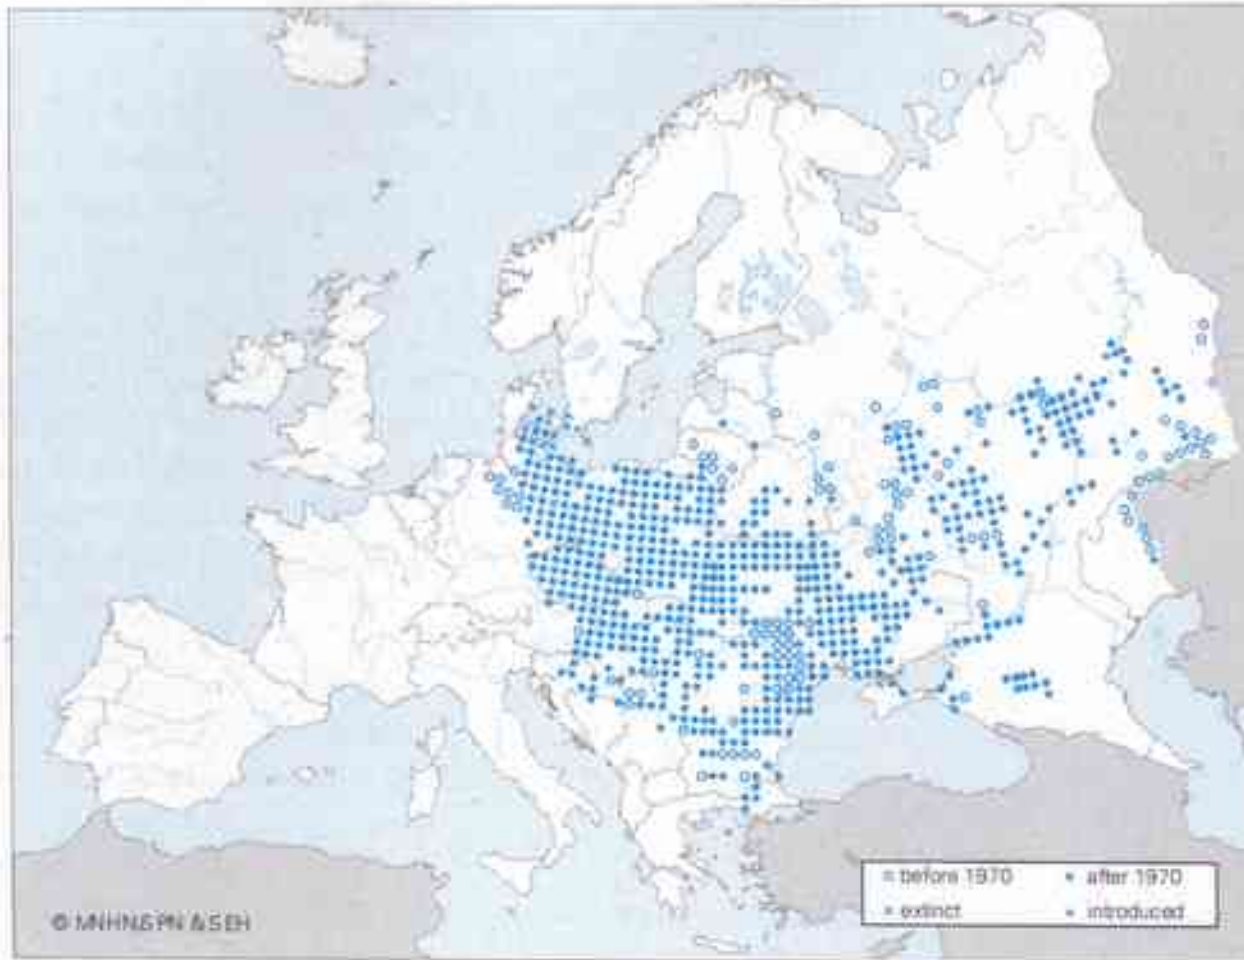 before 1970
after 1970
extinct
introduced
© MNHN&PN & SEH